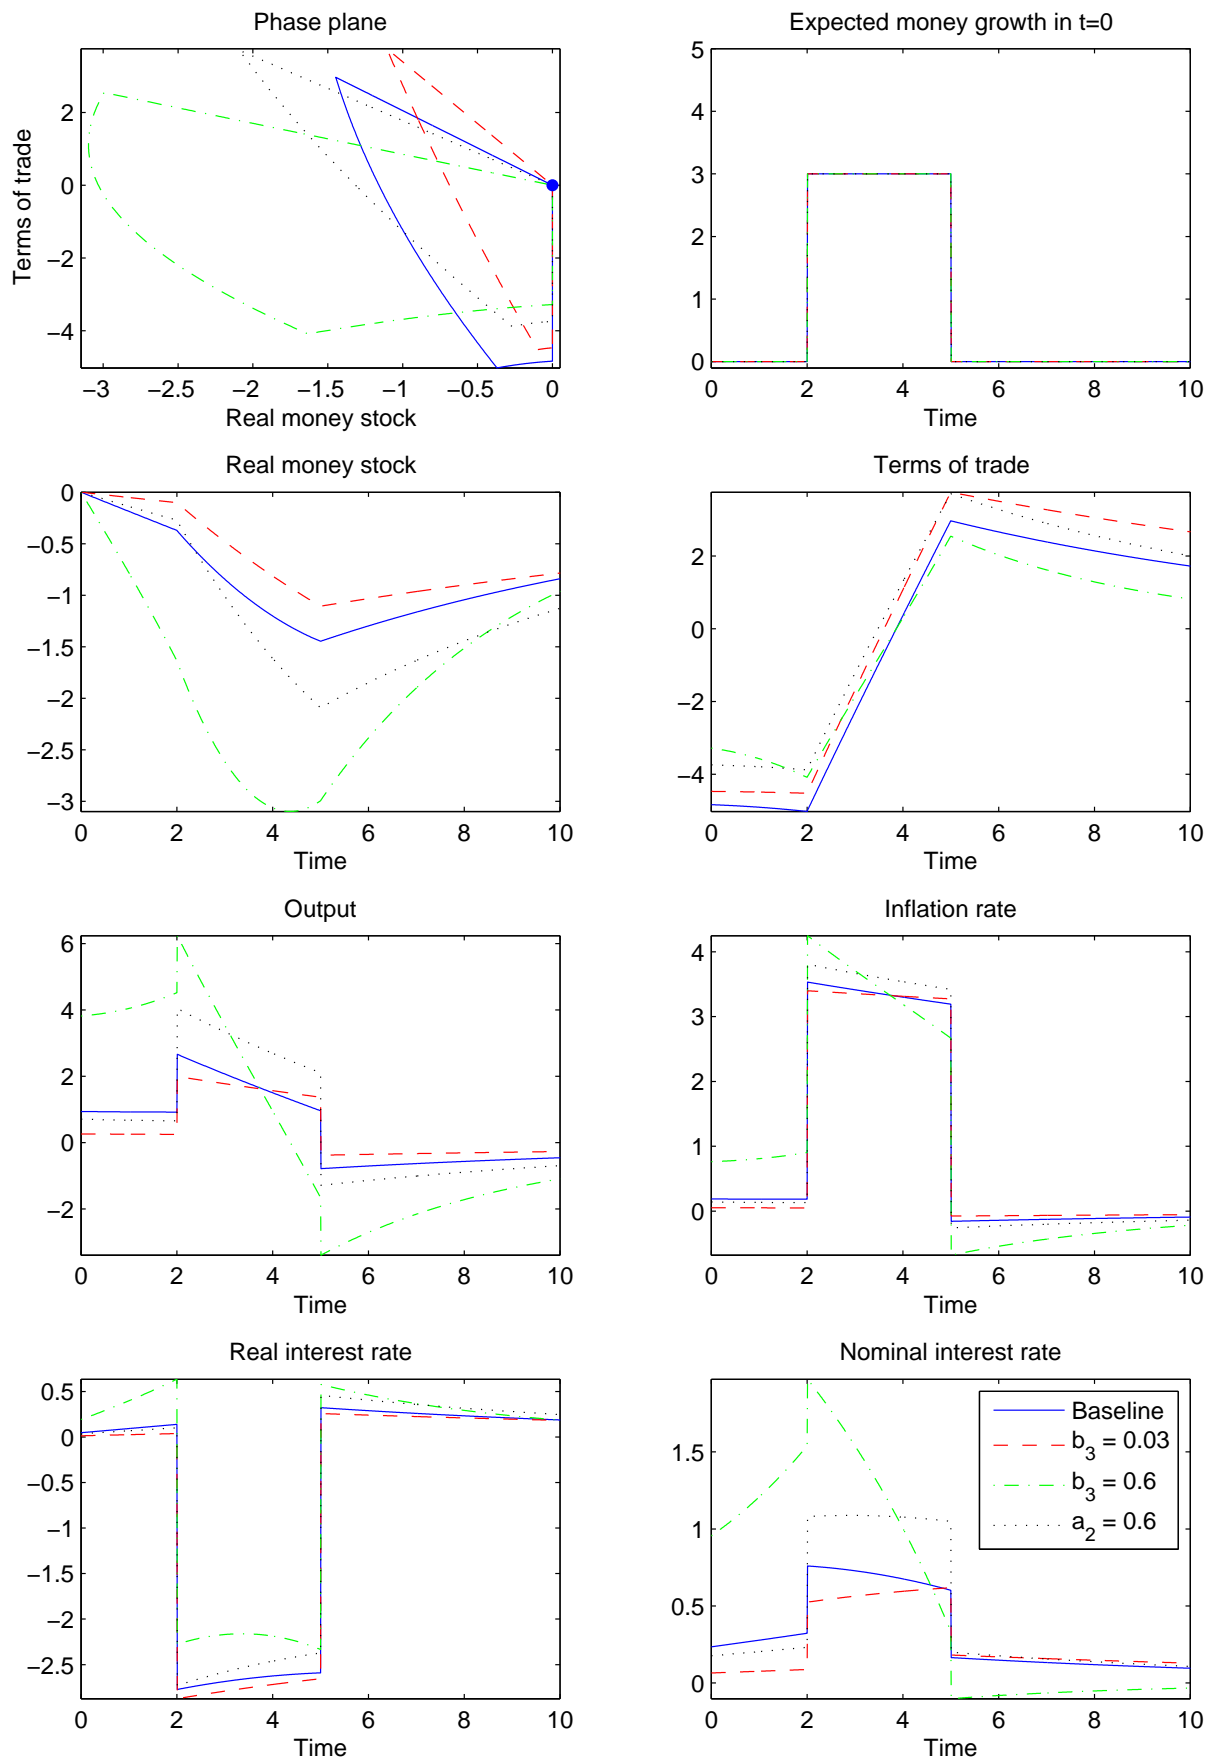 Phase plane
Terms of trade
2
0
−2
−4
−3 −2.5 −2 −1.5 −1 −0.5 0
Real money stock
Expected money growth in t=0
5
4
3
2
1
0
0 2 4 6 8 10
Time
Real money stock
0
−0.5
−1
−1.5
−2
−2.5
−3
0 2 4 6 8 10
Time
Terms of trade
2
0
−2
−4
0 2 4 6 8 10
Time
Output
6
4
2
0
−2
0 2 4 6 8 10
Time
Inflation rate
4
3
2
1
0
0 2 4 6 8 10
Time
Real interest rate
0.5
0
−0.5
−1
−1.5
−2
−2.5
0 2 4 6 8 10
Time
Nominal interest rate
1.5
1
0.5
0
0 2 4 6 8 10
Time
Baseline
b3 = 0.03
b3 = 0.6
a2 = 0.6